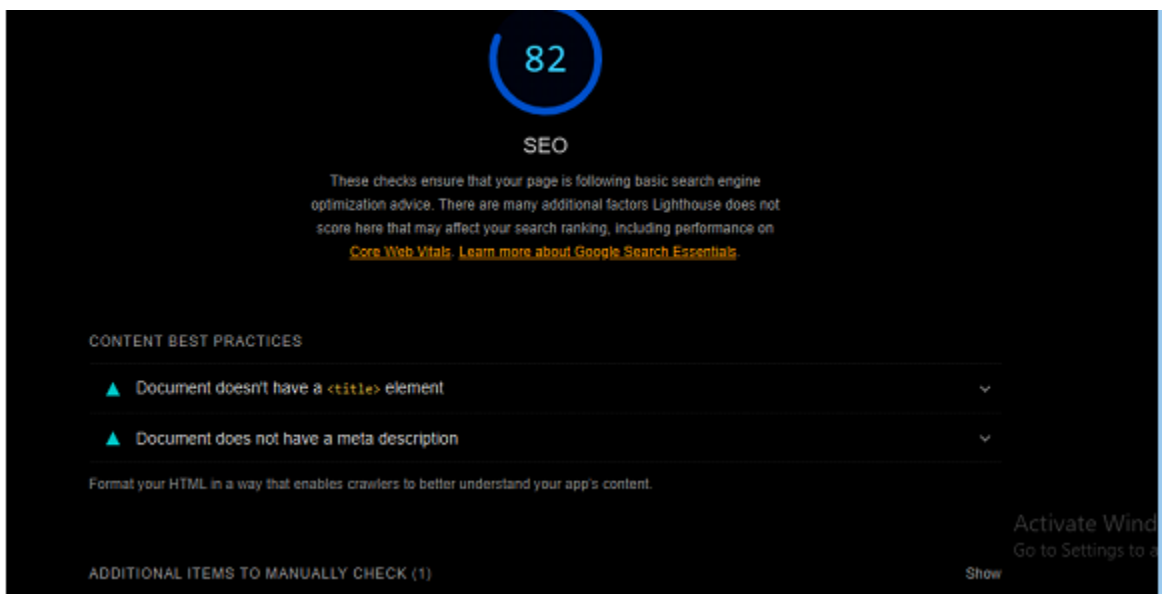 82
SEO
These checks ensure that your page is following basic search engine
optimization advice. There are many additional factors Lighthouse does not
score here that may affect your search ranking, including performance on
Core Web Vitals. Learn more about Google Search Essentials.
CONTENT BEST PRACTICES
Document doesn't have a <title> element
Document does not have a meta description
Format your HTML in a way that enables crawlers to better understand your app's content.
Activate Wind
Go to Settings to a
ADDITIONAL ITEMS TO MANUALLY CHECK (1) Show